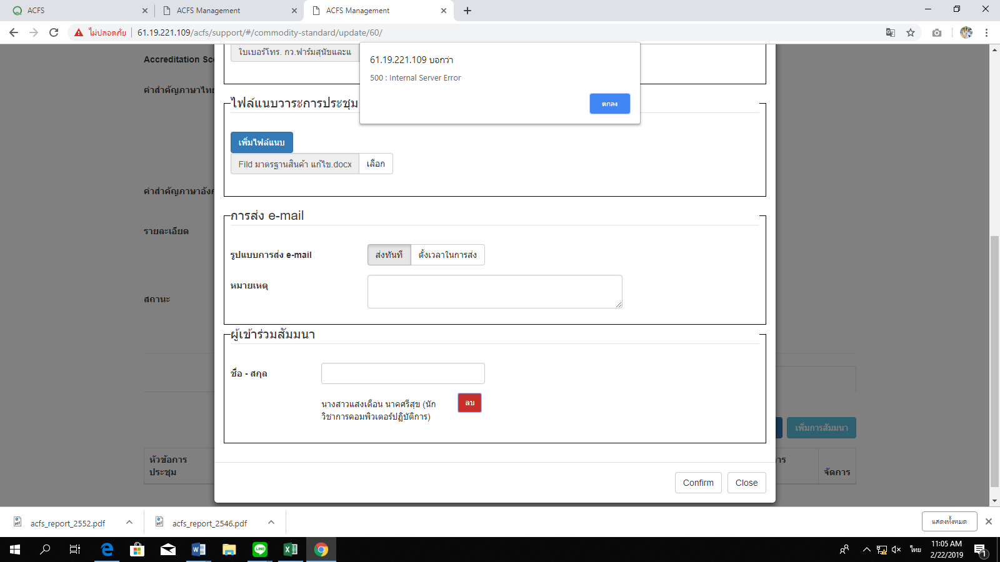 ACFS
ACFS Management
ACFS Management
ไม่ปลอดภัย
61.19.221.109/acfs/support/#/commodity-standard/update/60/
61.19.221.109 บอกว่า
500 : Internal Server Error
ตกลง
Accreditation Sc
ใบเบอร์โทร. กว.ฟาร์มสุนัขและแ
คำสำคัญภาษาไทย
ไฟล์แนบวาระการประชุม
เพิ่มไฟล์แนบ
Fild มาตรฐานสินค้า แก้ไข.docx
เลือก
คำสำคัญภาษาอังก
การส่ง e-mail
รายละเอียด
รูปแบบการส่ง e-mail
ส่งทันที
ตั้งเวลาในการส่ง
หมายเหตุ
สถานะ
ผู้เข้าร่วมสัมมนา
ชื่อ - สกุล
นางสาวแสงเดือน นาคศรีสุข (นัก
วิชาการคอมพิวเตอร์ปฏิบัติการ)
ลบ
เพิ่มการสัมมนา
หัวข้อการ
ประชุม
การ
จัดการ
Confirm
Close
acfs_report_2552.pdf
acfs_report_2546.pdf
แสดงทั้งหมด
ไทย
11:05 AM
2/22/2019
1